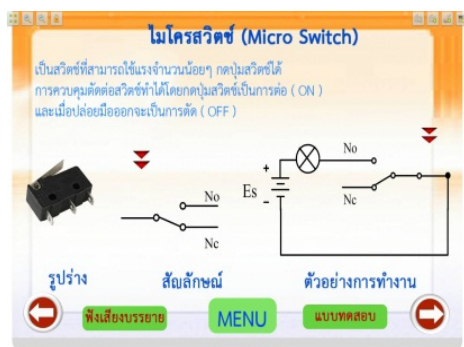 ไมโครสวิตช์ (Micro Switch)
เป็นสวิตช์ที่สามารถใช้แรงจำนวนน้อยๆ กดปุ่มสวิตช์ได้
การควบคุมตัดต่อสวิตช์ทำได้โดยกดปุ่มสวิตช์เป็นการต่อ ( ON )
และเมื่อปล่อยมือออกจะเป็นการตัด ( OFF )
No
Nc
+
Es
-
No
Nc
รูปร่าง
สัญลักษณ์
ตัวอย่างการทำงาน
ฟังเสียงบรรยาย
MENU
แบบทดสอบ